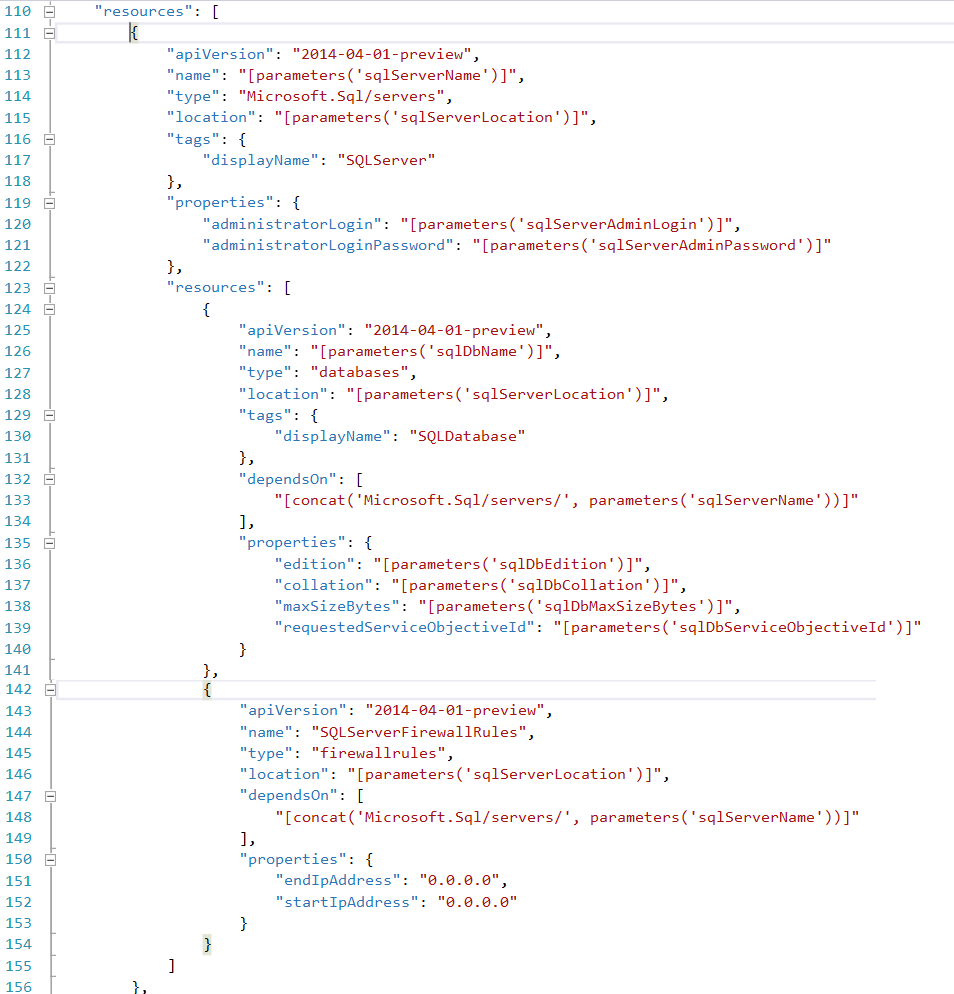 110 "resources": [
111 {
112 "apiVersion": "2014-04-01-preview",
113 "name": "[parameters('sqlServerName')]",
114 "type": "Microsoft.Sql/servers",
115 "location": "[parameters('sqlServerLocation')]",
116 "tags": {
117 "displayName": "SQLServer"
118 },
119 "properties": {
120 "administratorLogin": "[parameters('sqlServerAdminLogin')]",
121 "administratorLoginPassword": "[parameters('sqlServerAdminPassword')]"
122 },
123 "resources": [
124 {
125 "apiVersion": "2014-04-01-preview",
126 "name": "[parameters('sqlDbName')]",
127 "type": "databases",
128 "location": "[parameters('sqlServerLocation')]",
129 "tags": {
130 "displayName": "SQLDatabase"
131 },
132 "dependsOn": [
133 "[concat('Microsoft.Sql/servers/', parameters('sqlServerName'))]"
134 ],
135 "properties": {
136 "edition": "[parameters('sqlDbEdition')]",
137 "collation": "[parameters('sqlDbCollation')]",
138 "maxSizeBytes": "[parameters('sqlDbMaxSizeBytes')]",
139 "requestedServiceObjectiveId": "[parameters('sqlDbServiceObjectiveId')]"
140 }
141 },
142 {
143 "apiVersion": "2014-04-01-preview",
144 "name": "SQLServerFirewallRules",
145 "type": "firewallrules",
146 "location": "[parameters('sqlServerLocation')]",
147 "dependsOn": [
148 "[concat('Microsoft.Sql/servers/', parameters('sqlServerName'))]"
149 ],
150 "properties": {
151 "endIpAddress": "0.0.0.0",
152 "startIpAddress": "0.0.0.0"
153 }
154 }
155 ]
156 },